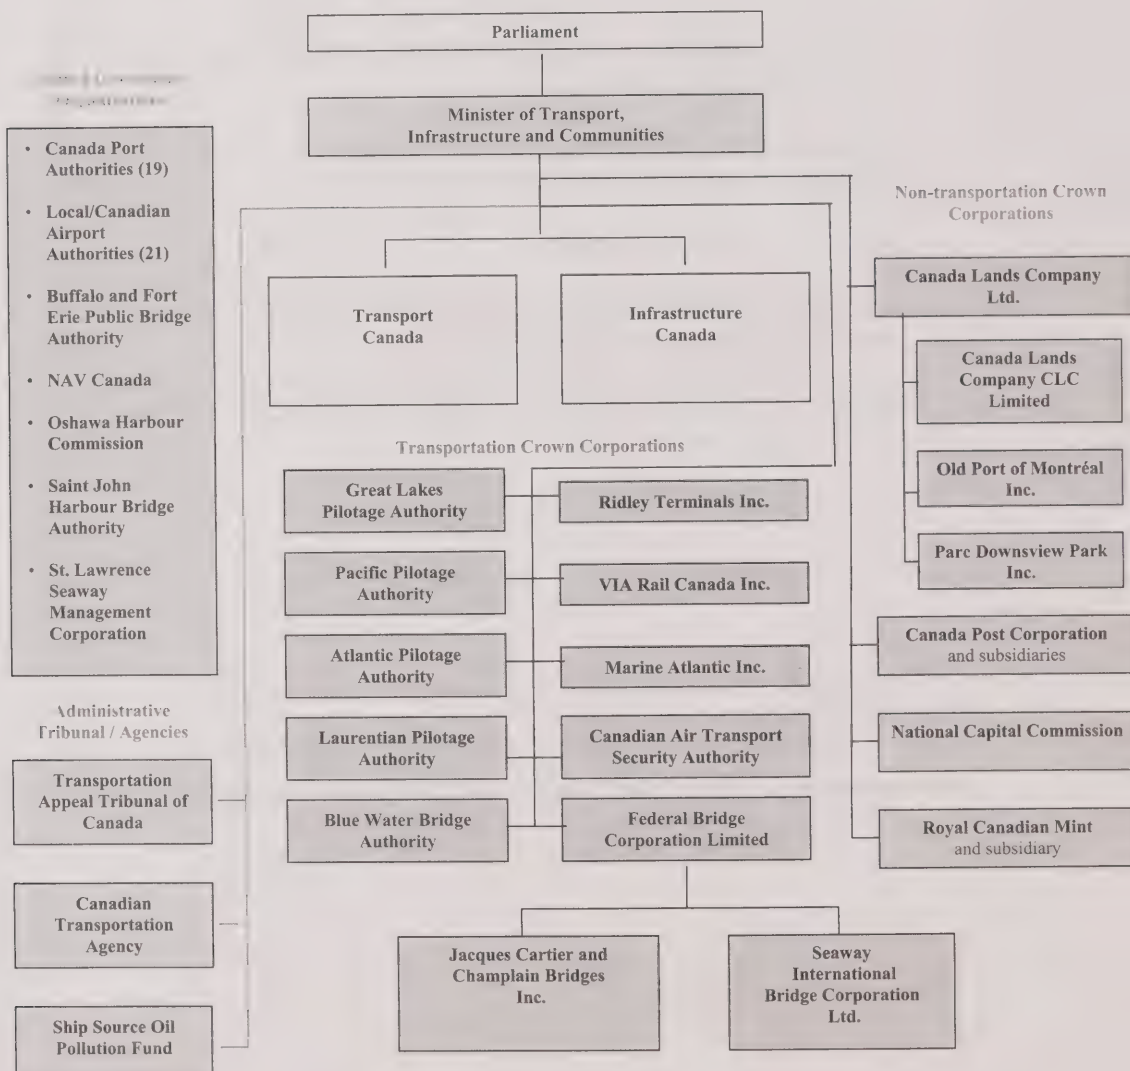 Parliament
Minister of Transport,
Infrastructure and Communities
• Canada Port
Authorities (19)
• Local/Canadian
Airport
Authorities (21)
• Buffalo and Fort
Erie Public Bridge
Authority
• NAV Canada
• Oshawa Harbour
Commission
• Saint John
Harbour Bridge
Authority
• St. Lawrence
Seaway
Management
Corporation
Administrative
Tribunal / Agencies
Transportation
Appeal Tribunal of
Canada
Canadian
Transportation
Agency
Ship Source Oil
Pollution Fund
Transport
Canada
Infrastructure
Canada
Transportation Crown Corporations
Great Lakes
Pilotage Authority
Ridley Terminals Inc.
Pacific Pilotage
Authority
VIA Rail Canada Inc.
Atlantic Pilotage
Authority
Marine Atlantic Inc.
Laurentian Pilotage
Authority
Canadian Air Transport
Security Authority
Blue Water Bridge
Authority
Federal Bridge
Corporation Limited
Jacques Cartier and
Champlain Bridges
Inc.
Seaway
International
Bridge Corporation
Ltd.
Non-transportation Crown
Corporations
Canada Lands Company
Ltd.
Canada Lands
Company CLC
Limited
Old Port of Montréal
Inc.
Parc Downsview Park
Inc.
Canada Post Corporation
and subsidiaries
National Capital Commission
Royal Canadian Mint
and subsidiary